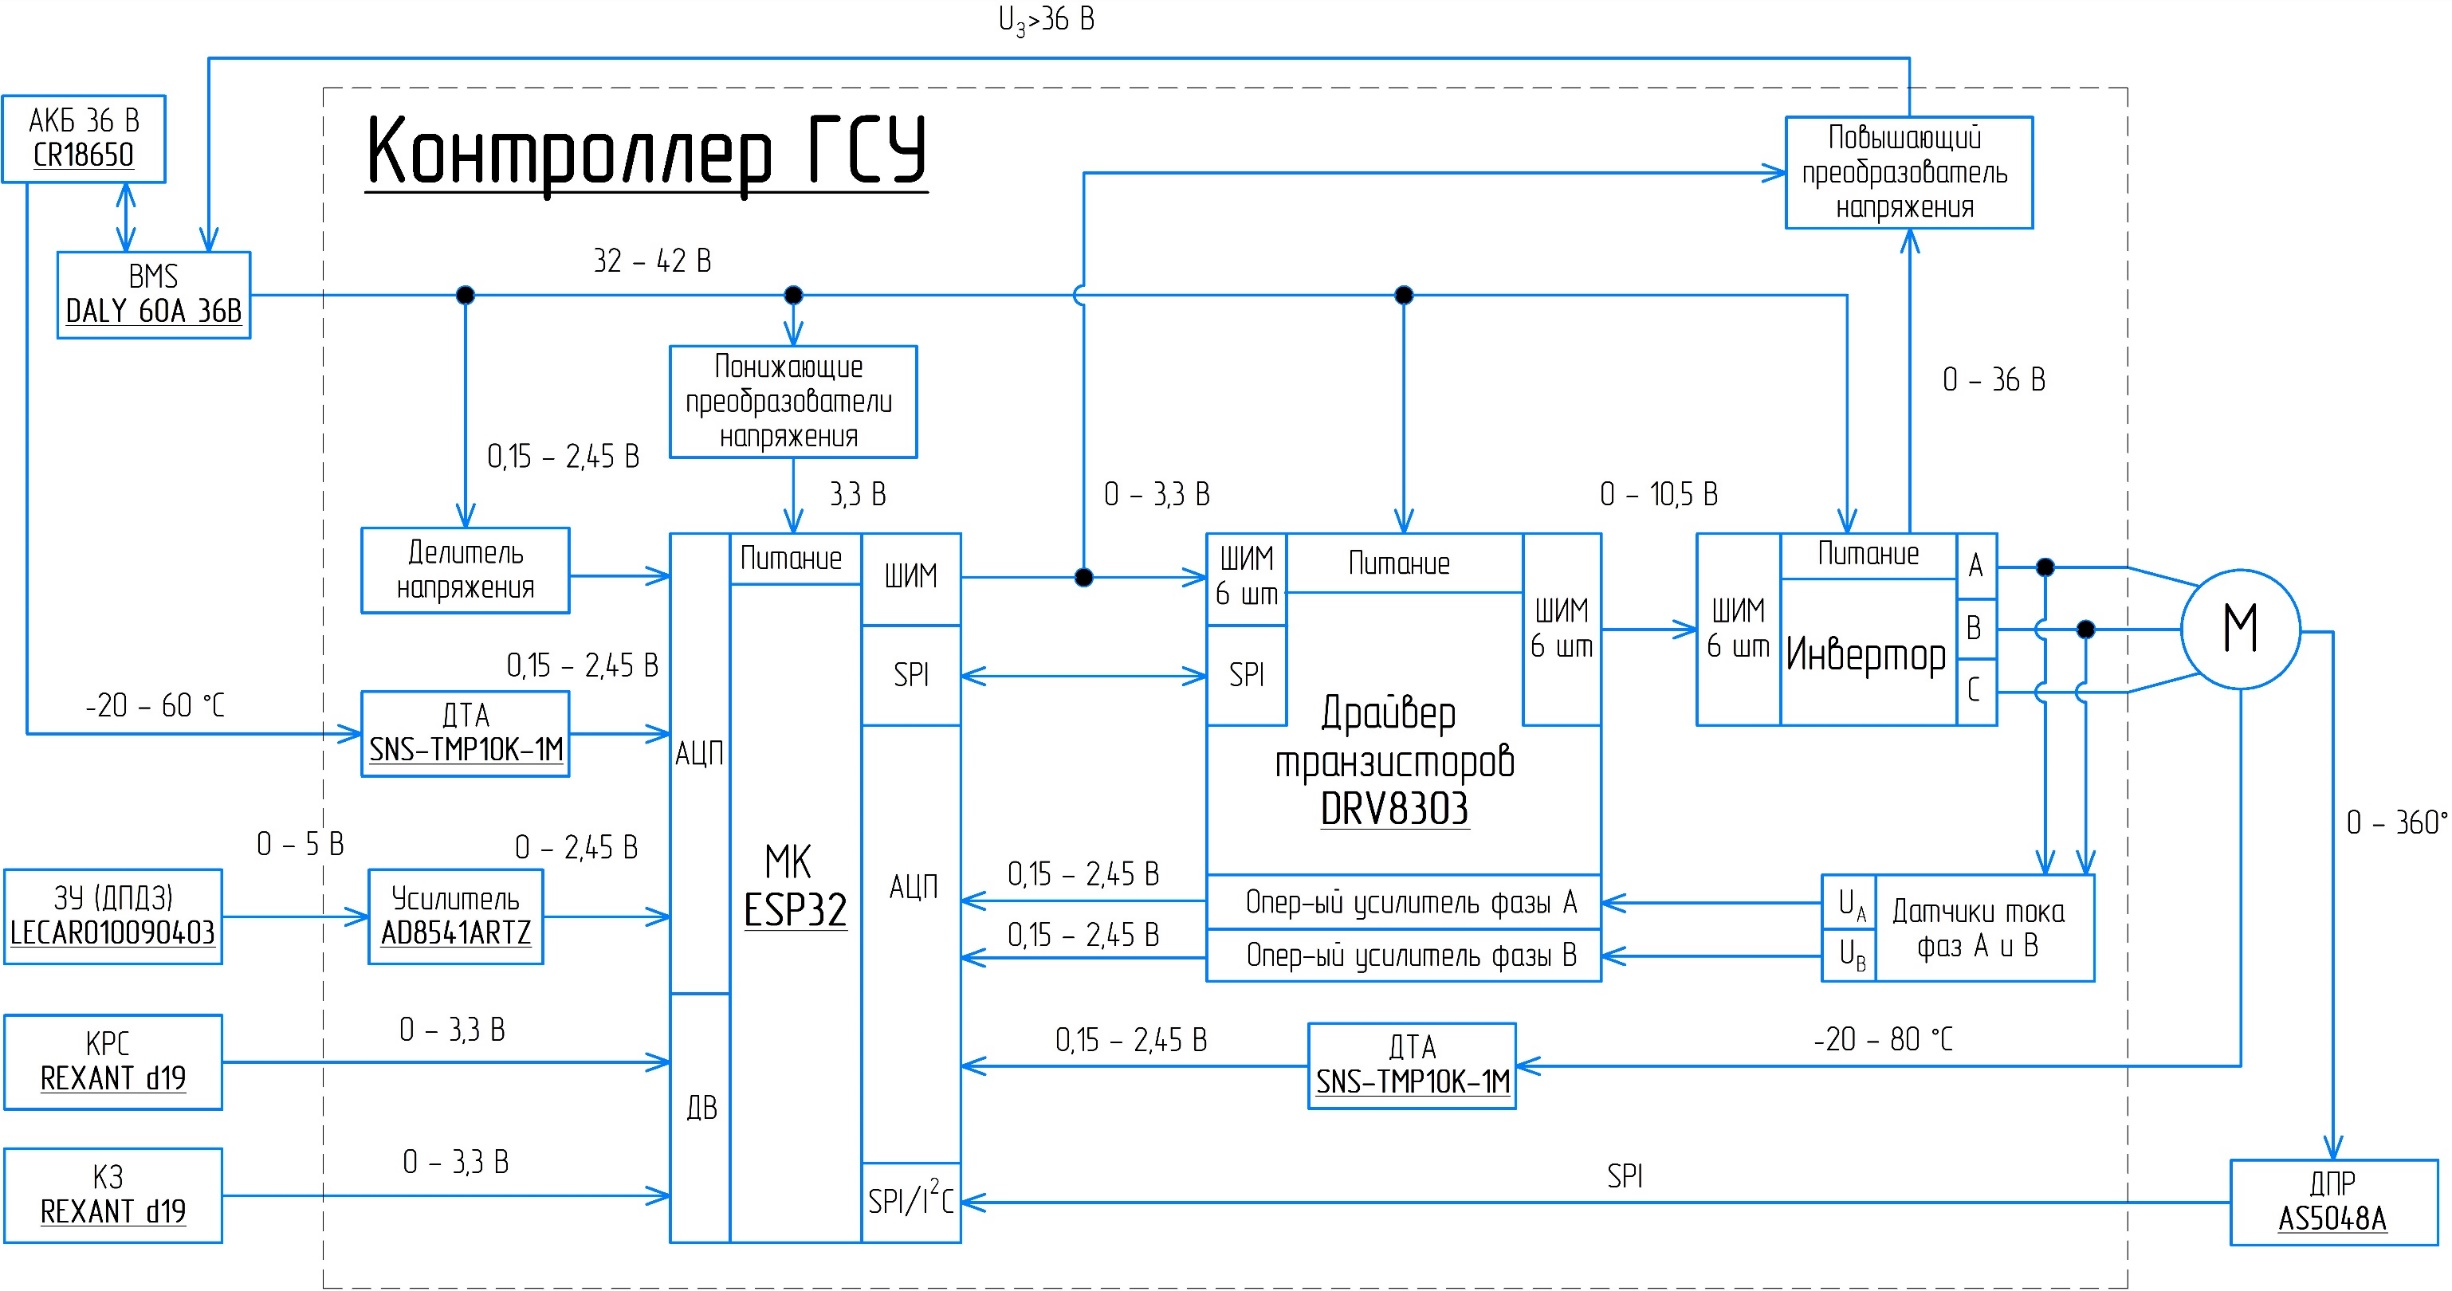 U₃>36 В
АКБ 36 В
CR18650
Контроллер ГСУ
Повышающий
преобразователь
напряжения
BMS
DALY 60A 36В
32 – 42 В
Понижающие
преобразователи
напряжения
0 – 36 В
0,15 – 2,45 В
3,3 В
0 – 3,3 В
0 – 10,5 В
Делитель
напряжения
Питание
ШИМ
ШИМ
6 шт
Питание
ШИМ
6 шт
ШИМ
6 шт
Питание
Инвертор
A
B
C
M
SPI
SPI
0,15 – 2,45 В
-20 – 60 °C
ДТА
SNS-TMP10K-1M
АЦП
Драйвер
транзисторов
DRV8303
0 – 360°
0 – 5 В
0 – 2,45 В
ЗУ (ДПДЗ)
LECAR010090403
Усилитель
AD8541ARTZ
МК
ESP32
АЦП
0,15 – 2,45 В
Опер-ый усилитель фазы А
0,15 – 2,45 В
Опер-ый усилитель фазы В
U_A
U_B
Датчики тока
фаз А и В
КРС
REXANT d19
0 – 3,3 В
0,15 – 2,45 В
ДТА
SNS-TMP10K-1M
-20 – 80 °C
ДВ
КЗ
REXANT d19
0 – 3,3 В
SPI/I²C
SPI
ДПР
AS5048A